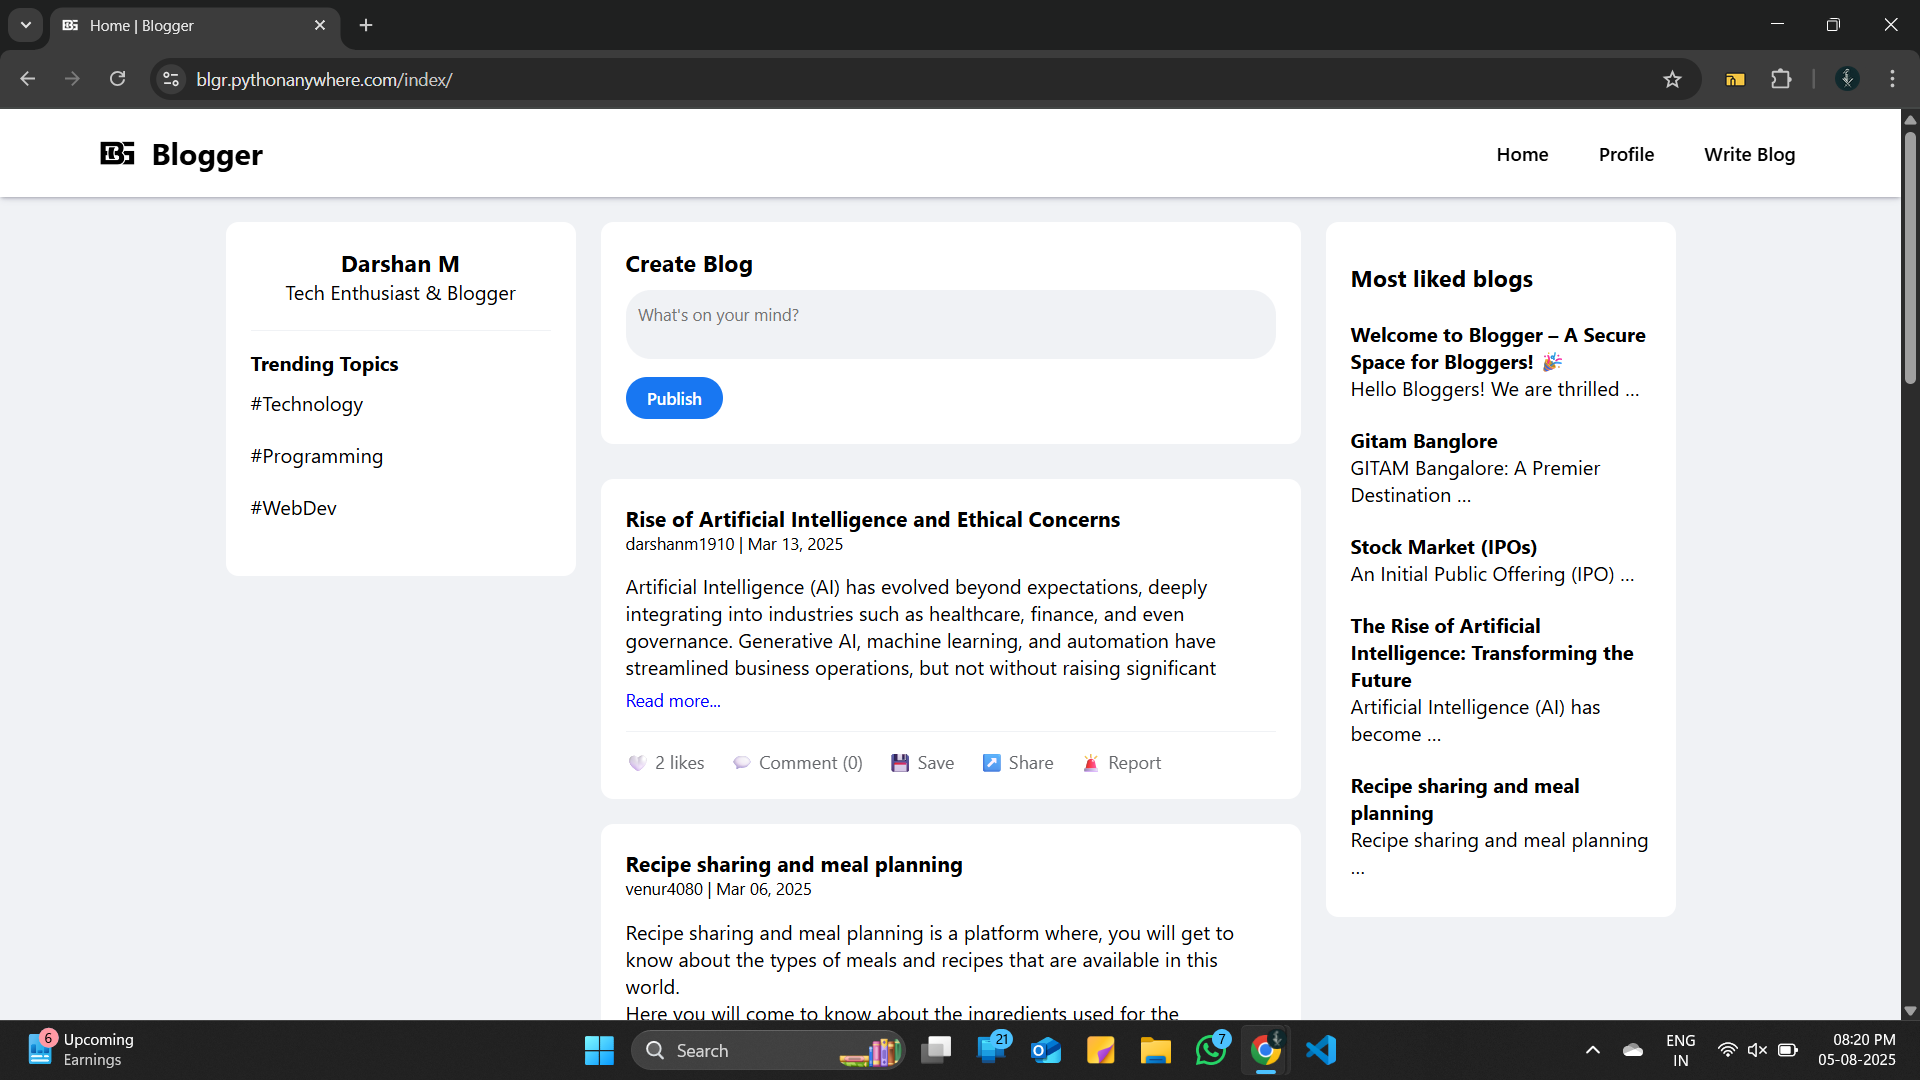 Home | Blogger
blgr.pythonanywhere.com/index/
BG Blogger
Home
Profile
Write Blog
Darshan M
Tech Enthusiast & Blogger
Trending Topics
#Technology
#Programming
#WebDev
Create Blog
What's on your mind?
Publish
Rise of Artificial Intelligence and Ethical Concerns
darshanm1910 | Mar 13, 2025
Artificial Intelligence (AI) has evolved beyond expectations, deeply
integrating into industries such as healthcare, finance, and even
governance. Generative AI, machine learning, and automation have
streamlined business operations, but not without raising significant
Read more...
2 likes
Comment (0)
Save
Share
Report
Recipe sharing and meal planning
venur4080 | Mar 06, 2025
Recipe sharing and meal planning is a platform where, you will get to
know about the types of meals and recipes that are available in this
world.
Here you will come to know about the ingredients used for the
Most liked blogs
Welcome to Blogger – A Secure
Space for Bloggers! 🎉
Hello Bloggers! We are thrilled ...
Gitam Banglore
GITAM Bangalore: A Premier
Destination ...
Stock Market (IPOs)
An Initial Public Offering (IPO) ...
The Rise of Artificial
Intelligence: Transforming the
Future
Artificial Intelligence (AI) has
become ...
Recipe sharing and meal
planning
Recipe sharing and meal planning
...
6
Upcoming
Earnings
Search
21
7
ENG
IN
08:20 PM
05-08-2025